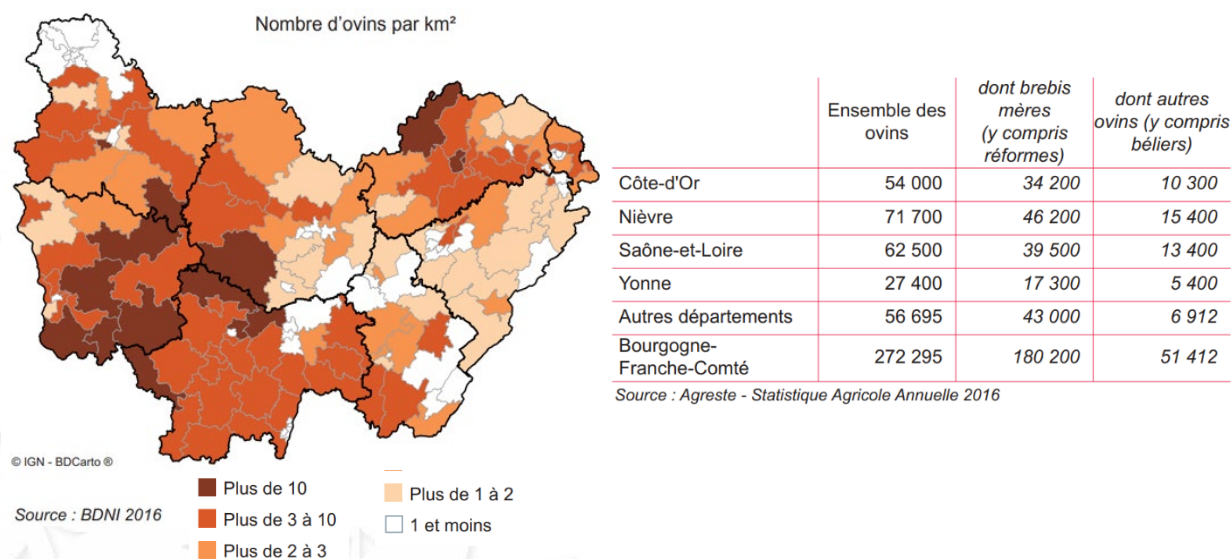 Nombre d'ovins par km²
© IGN - BDCarto ®
Source : BDNI 2016
Plus de 10
Plus de 3 à 10
Plus de 2 à 3
Plus de 1 à 2
1 et moins
Ensemble des
ovins
dont brebis
mères
(y compris
réformes)
dont autres
ovins (y compris
béliers)
Côte-d'Or 54 000 34 200 10 300
Nièvre 71 700 46 200 15 400
Saône-et-Loire 62 500 39 500 13 400
Yonne 27 400 17 300 5 400
Autres départements 56 695 43 000 6 912
Bourgogne-
Franche-Comté 272 295 180 200 51 412
Source : Agreste - Statistique Agricole Annuelle 2016